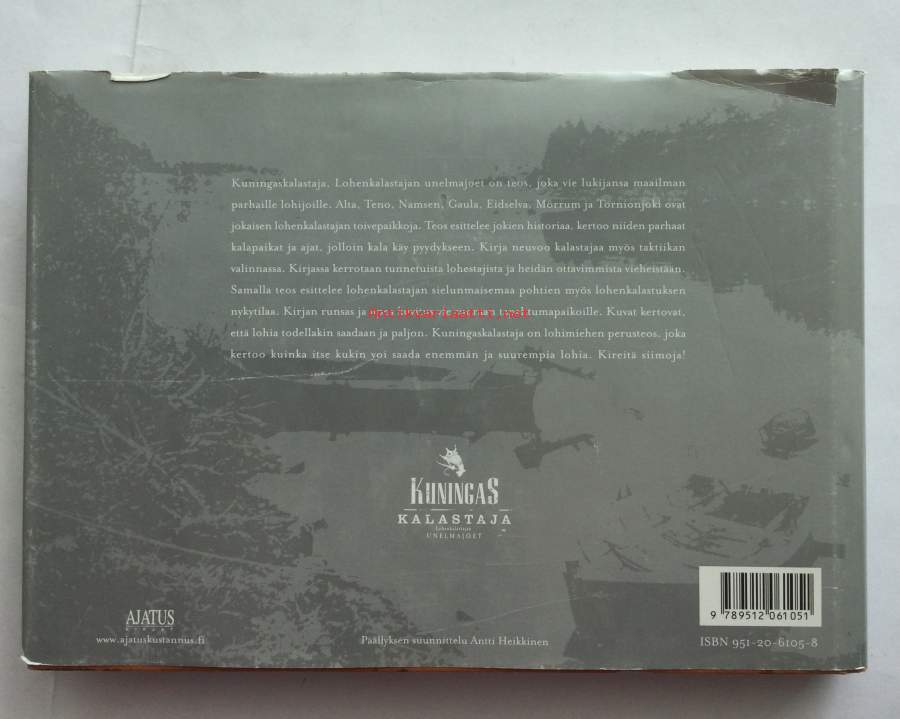 Kuningaskalastaja. Lohenkalastajan unelmajoet on teos, joka vie lukijansa maailman
parhaille lohijoille. Alta, Teno, Namsen, Gaula, Eidselva, Mörrum ja Tornionjoki ovat
jokaisen lohenkalastajan toivepaikkoja. Teos esittelee jokien historiaa, kertoo niiden parhaat
kalapaikat ja ajat, jolloin kala käy pyydykseen. Kirja neuvoo kalastajaa myös taktiikan
valinnassa. Kirjassa kerrotaan tunnetuista lohestajista ja heidän ottavimmista vieheistään.
Samalla teos esittelee lohenkalastajan sielunmaisemaa pohtien myös lohenkalastuksen
nykytilaa. Kirjan runsas ja tapahtumapaikoille. Kuvat kertovat,
että lohia todellakin saadaan ja paljon. Kuningaskalastaja on lohimiehen perusteos, joka
kertoo kuinka itse kukin voi saada enemmän ja suurempia lohia. Kireitä siimoja!
KUNINGAS
KALASTAJA
Lohenkalastajan
UNELMAJOET
AJATUS
KIRJAT
www.ajatuskustannus.fi
Päällyksen suunnittelu Antti Heikkinen
9 789512 061051
ISBN 951-20-6105-8